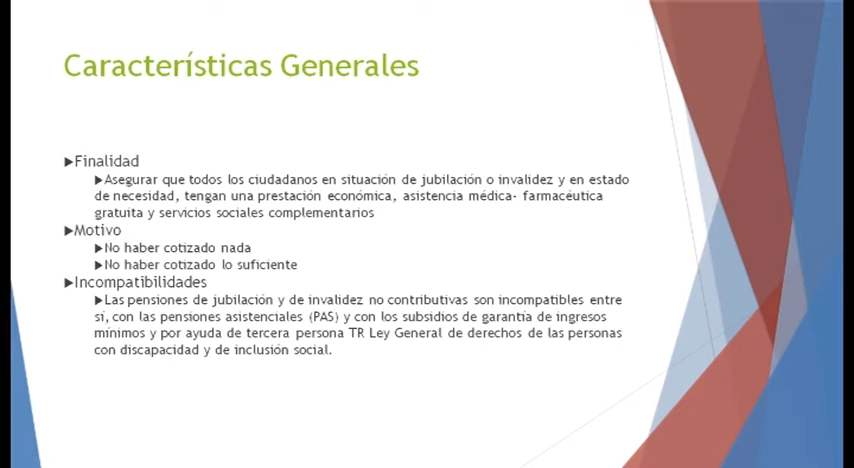 Características Generales
▶Finalidad
▶Asegurar que todos los ciudadanos en situación de jubilación o invalidez y en estado
de necesidad, tengan una prestación económica, asistencia médica- farmacéutica
gratuita y servicios sociales complementarios
▶Motivo
▶No haber cotizado nada
▶No haber cotizado lo suficiente
▶Incompatibilidades
▶Las pensiones de jubilación y de invalidez no contributivas son incompatibles entre
sí, con las pensiones asistenciales (PAS) y con los subsidios de garantía de ingresos
mínimos y por ayuda de tercera persona TR Ley General de derechos de las personas
con discapacidad y de inclusión social.